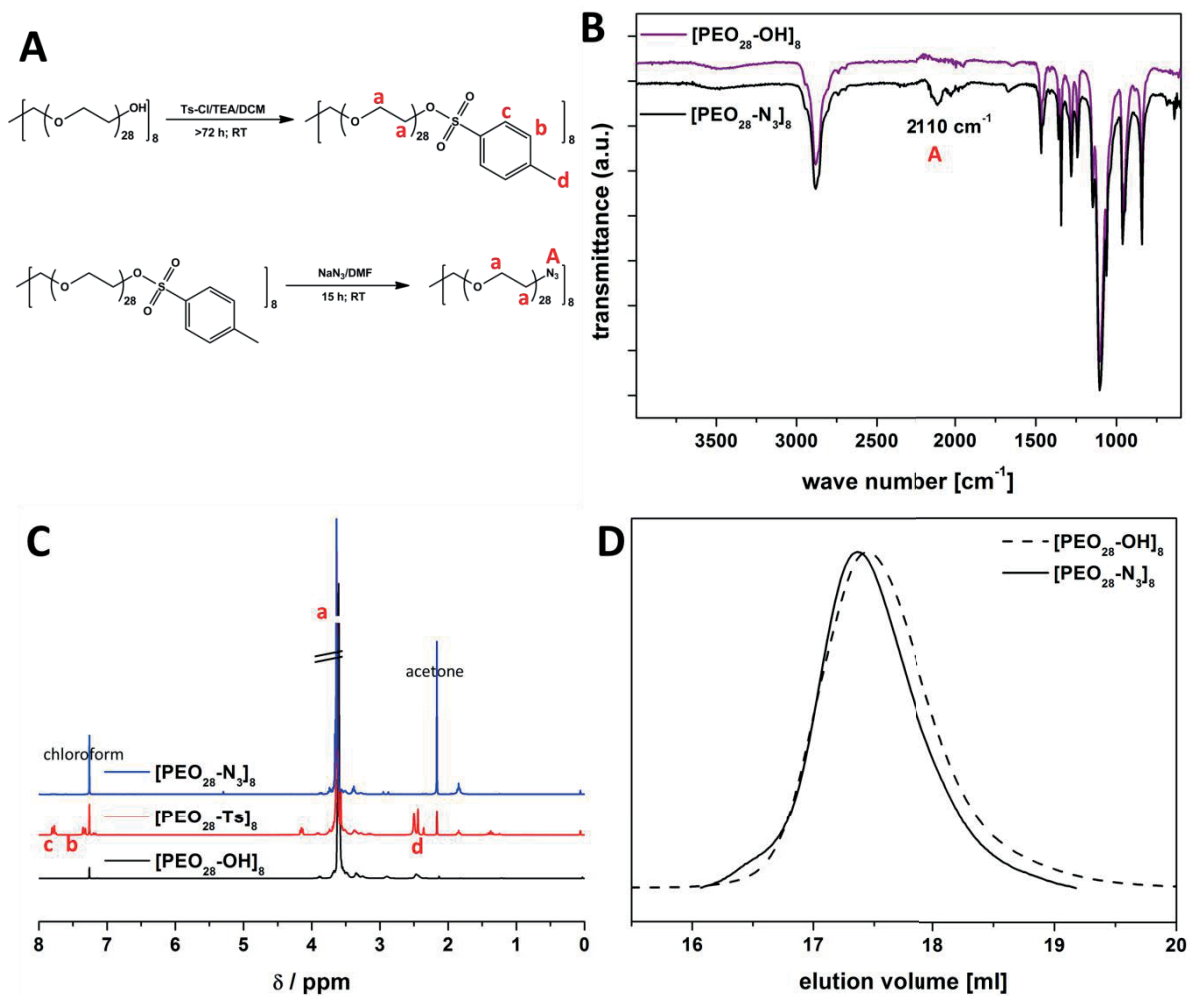 A
OH
O
28
8
Ts-Cl/TEA/DCM
>72 h; RT
a
O
a
28
O
O
S
O
c
b
d
8
O
28
O
O
S
O
8
NaN3/DMF
15 h; RT
a
A
N3
O
a
28
8
B
[PEO28-OH]8
[PEO28-N3]8
2110 cm-1
A
transmittance (a.u.)
3500 3000 2500 2000 1500 1000
wave number [cm-1]
C
a
acetone
chloroform
[PEO28-N3]8
[PEO28-Ts]8
c b d
[PEO28-OH]8
8 7 6 5 4 3 2 1 0
δ / ppm
D
[PEO28-OH]8
[PEO28-N3]8
16 17 18 19 20
elution volume [ml]